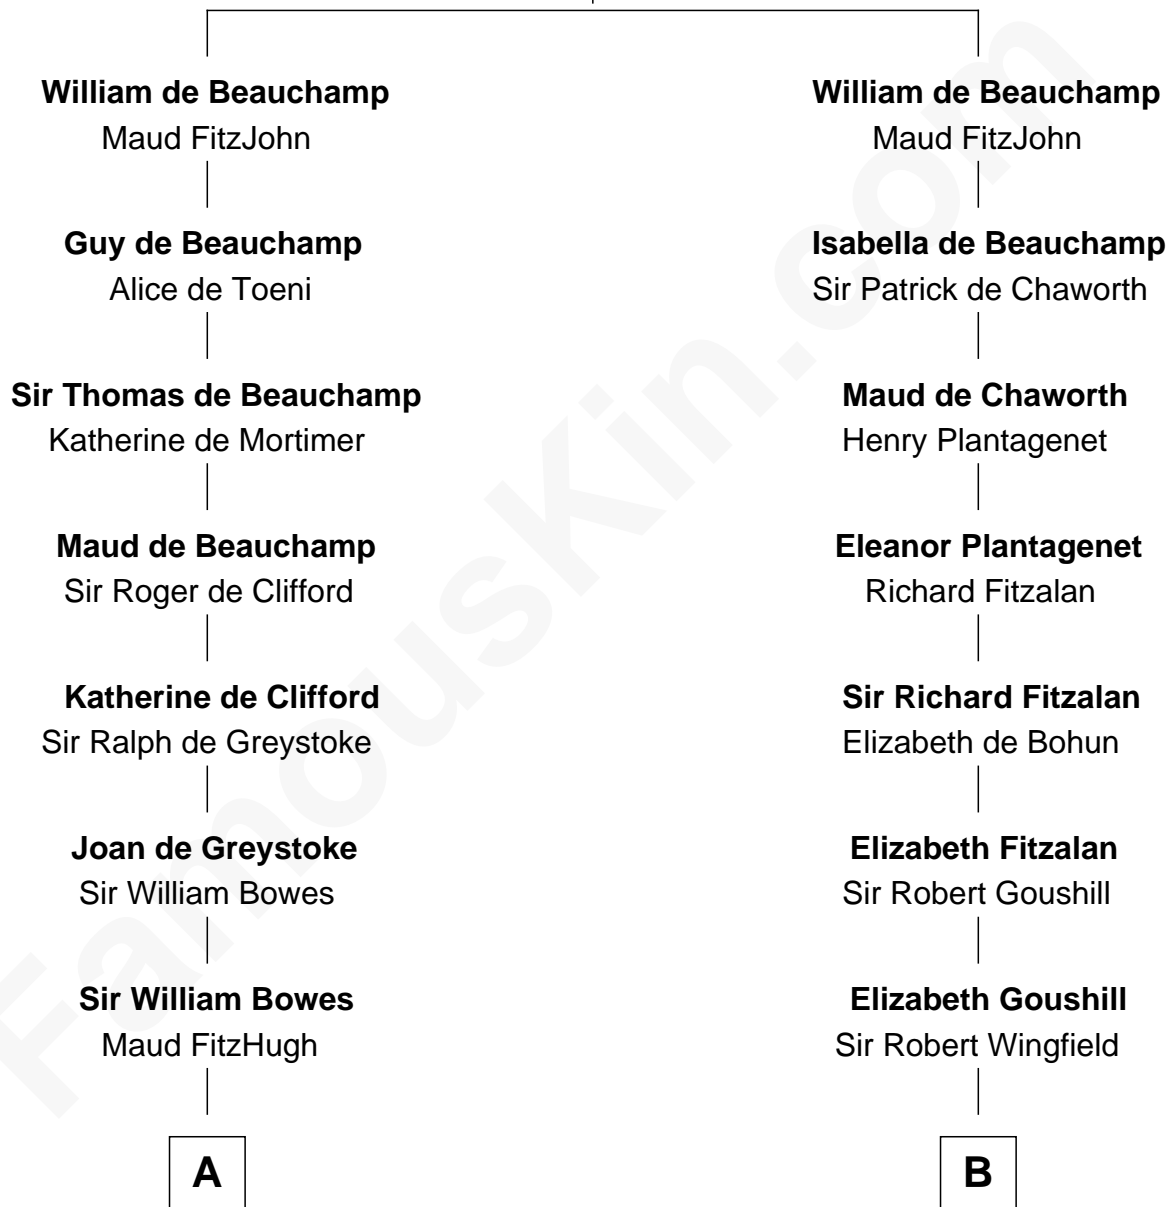 William de Beauchamp
Maud FitzJohn
Guy de Beauchamp
Alice de Toeni
Sir Thomas de Beauchamp
Katherine de Mortimer
Maud de Beauchamp
Sir Roger de Clifford
Katherine de Clifford
Sir Ralph de Greystoke
Joan de Greystoke
Sir William Bowes
Sir William Bowes
Maud FitzHugh
A
William de Beauchamp
Maud FitzJohn
Isabella de Beauchamp
Sir Patrick de Chaworth
Maud de Chaworth
Henry Plantagenet
Eleanor Plantagenet
Richard Fitzalan
Sir Richard Fitzalan
Elizabeth de Bohun
Elizabeth Fitzalan
Sir Robert Goushill
Elizabeth Goushill
Sir Robert Wingfield
B
FamousKin.com